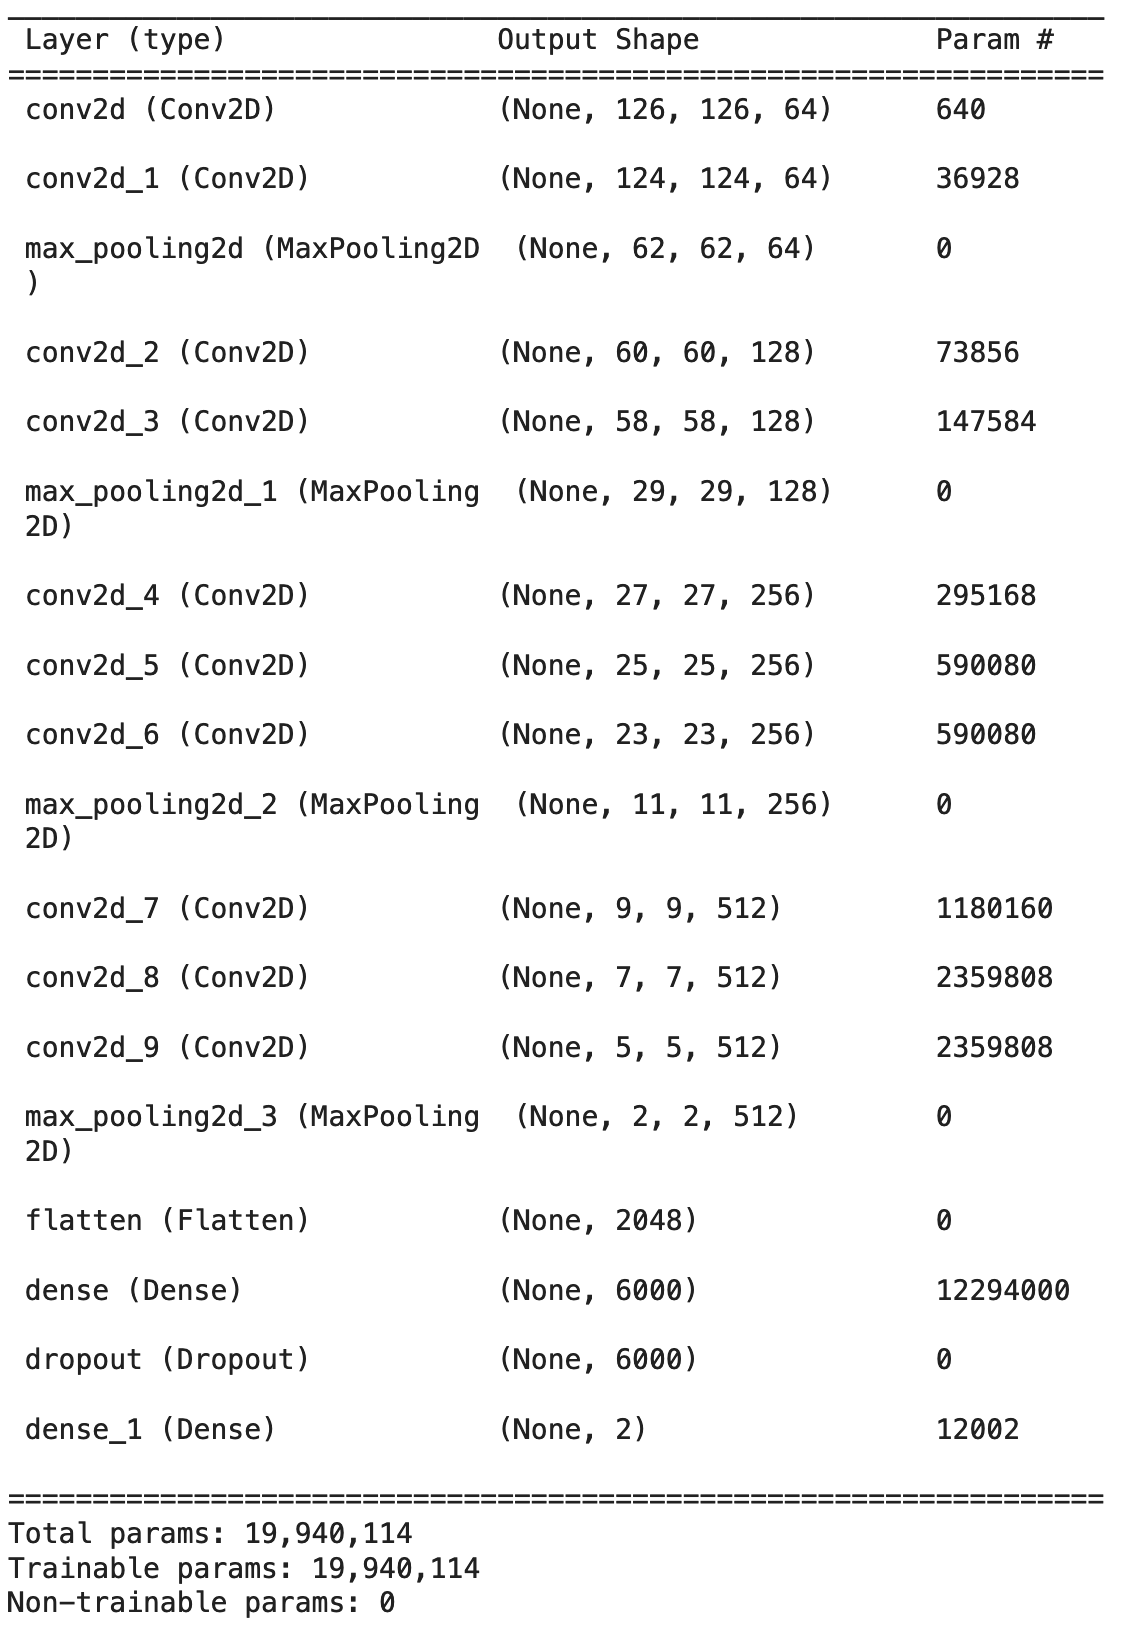 Layer (type) Output Shape Param #
conv2d (Conv2D) (None, 126, 126, 64) 640
conv2d_1 (Conv2D) (None, 124, 124, 64) 36928
max_pooling2d (MaxPooling2D (None, 62, 62, 64) 0
)
conv2d_2 (Conv2D) (None, 60, 60, 128) 73856
conv2d_3 (Conv2D) (None, 58, 58, 128) 147584
max_pooling2d_1 (MaxPooling (None, 29, 29, 128) 0
2D)
conv2d_4 (Conv2D) (None, 27, 27, 256) 295168
conv2d_5 (Conv2D) (None, 25, 25, 256) 590080
conv2d_6 (Conv2D) (None, 23, 23, 256) 590080
max_pooling2d_2 (MaxPooling (None, 11, 11, 256) 0
2D)
conv2d_7 (Conv2D) (None, 9, 9, 512) 1180160
conv2d_8 (Conv2D) (None, 7, 7, 512) 2359808
conv2d_9 (Conv2D) (None, 5, 5, 512) 2359808
max_pooling2d_3 (MaxPooling (None, 2, 2, 512) 0
2D)
flatten (Flatten) (None, 2048) 0
dense (Dense) (None, 6000) 12294000
dropout (Dropout) (None, 6000) 0
dense_1 (Dense) (None, 2) 12002
Total params: 19,940,114
Trainable params: 19,940,114
Non-trainable params: 0